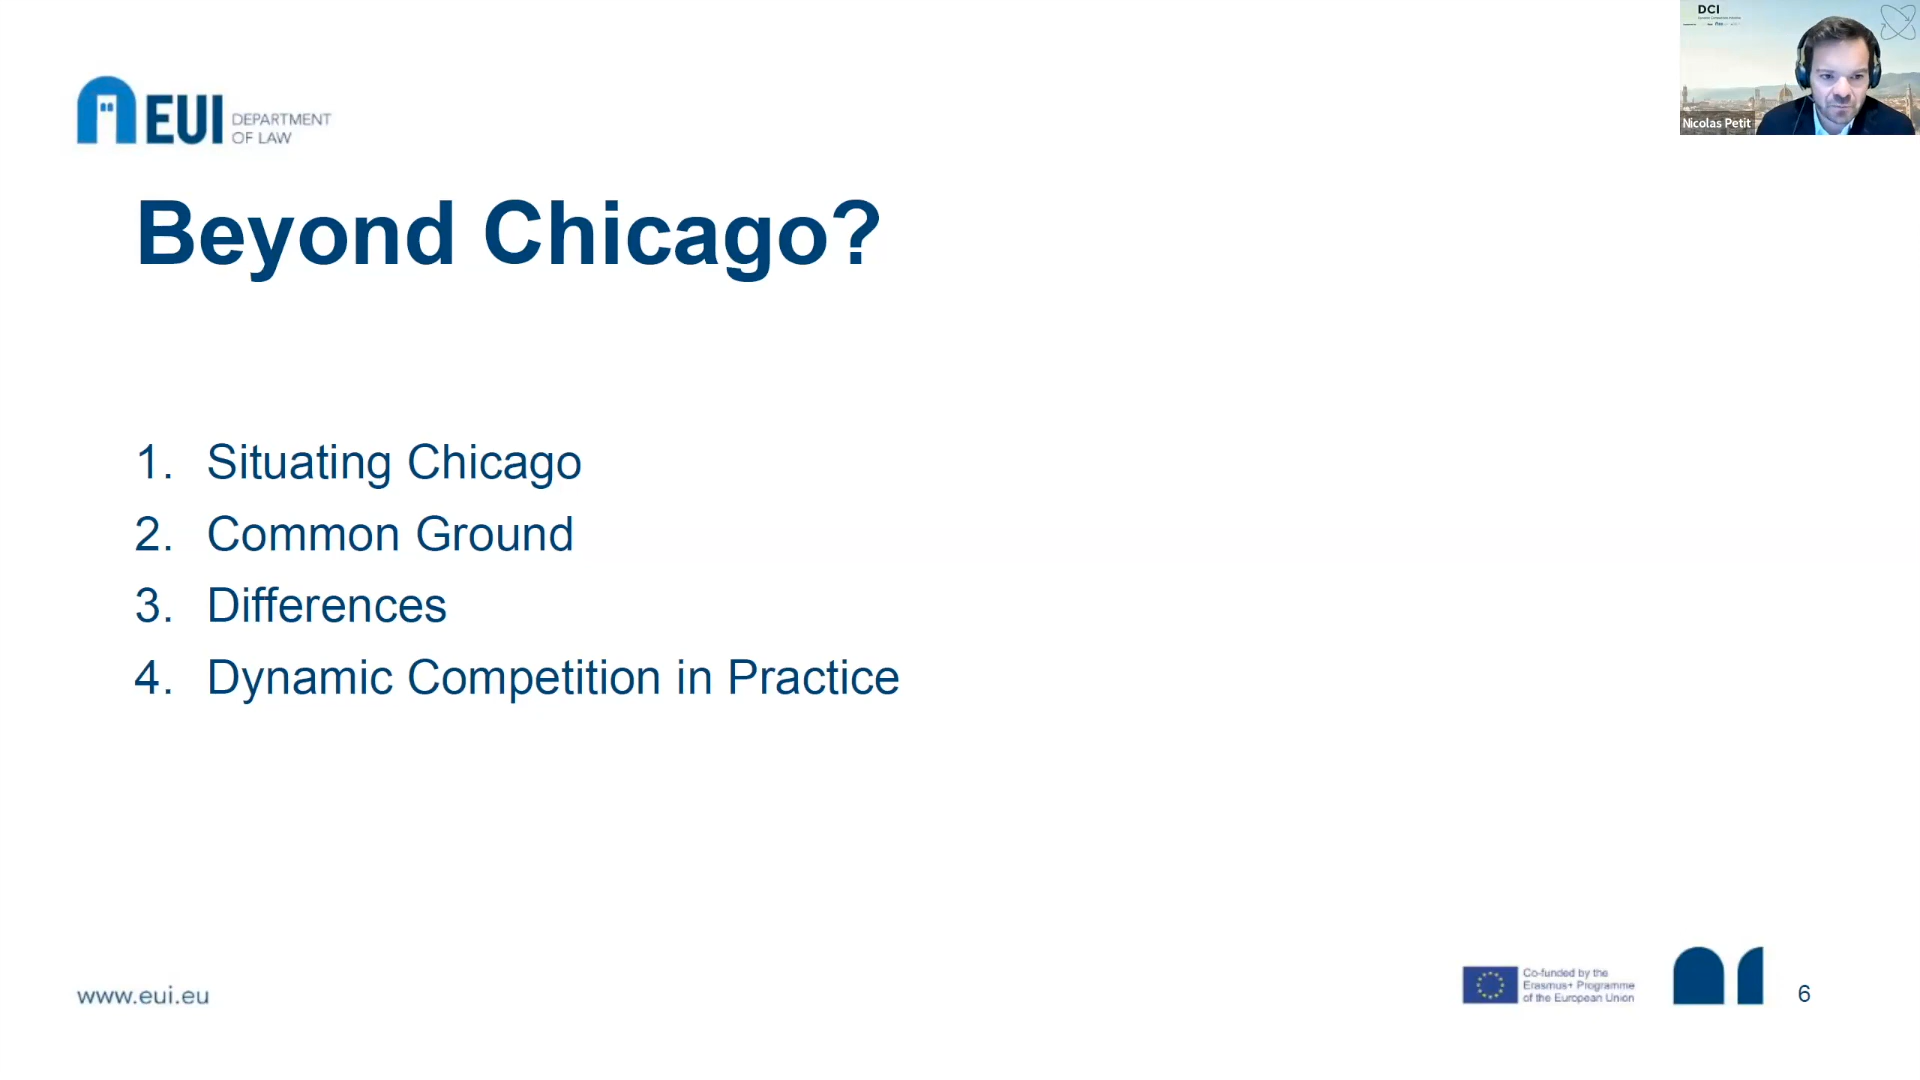 DCI
Nicolas Petit
EUI DEPARTMENT
OF LAW
Beyond Chicago?
1. Situating Chicago
2. Common Ground
3. Differences
4. Dynamic Competition in Practice
www.eui.eu
Co-funded by the
Erasmus+ Programme
of the European Union
6